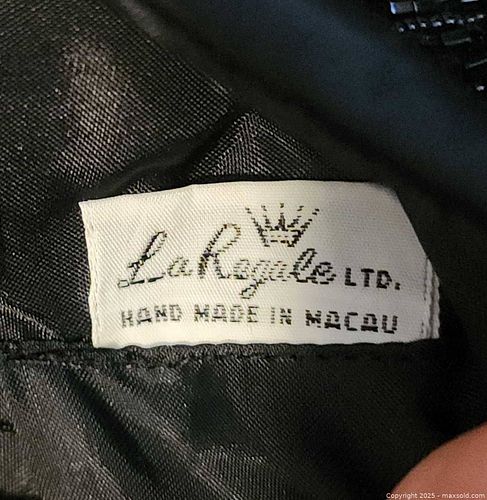 La Regale LTD.
HAND MADE IN MACAU
Copyright 2025 - maxsold.com